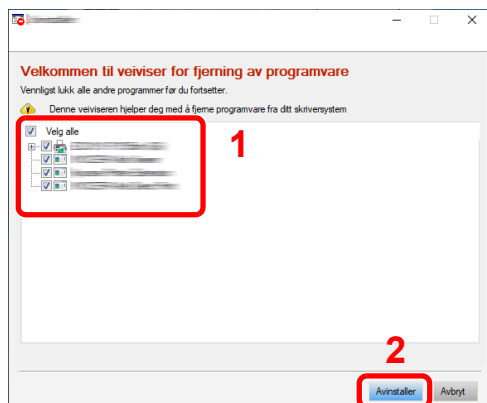 Velkommen til veiviser for fjerning av programvare
Vennligst lukk alle andre programmer før du fortsetter.
Denne veiviseren hjelper deg med å fjerne programvare fra ditt skriversystem
Velg alle
1
2
Avinstaller
Avbryt